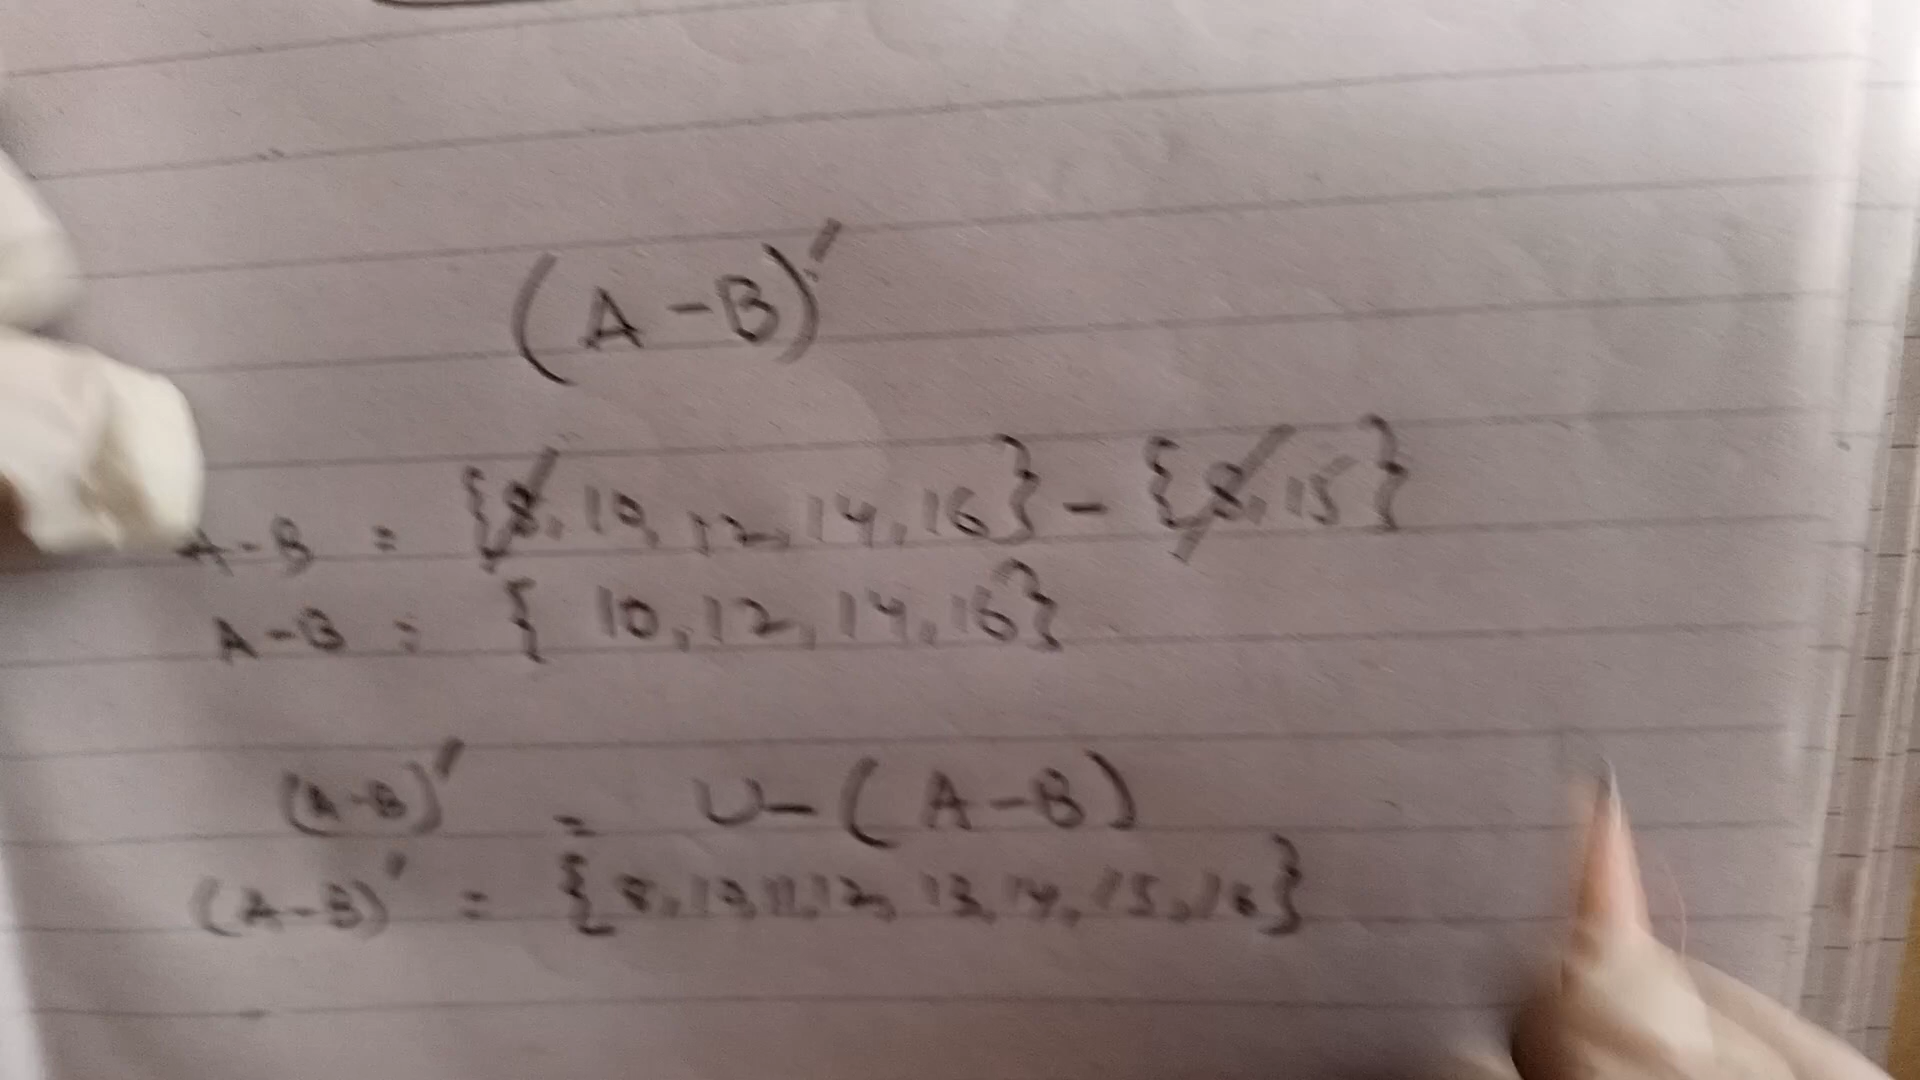 (A-B)'
A-B = {8, 10, 12, 14, 16} - {8, 15}
A-B = { 10, 12, 14, 16}
(A-B)' = U-(A-B)
(A-B)' = {8, 10, 11, 12, 13, 14, 15, 16}